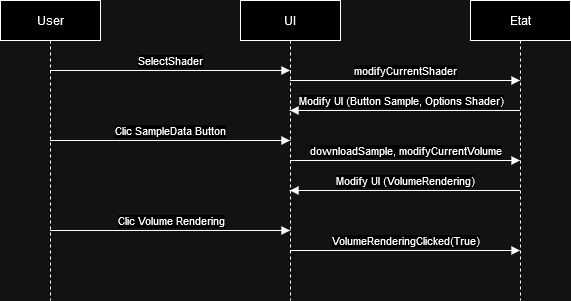 User
UI
Etat
SelectShader
modifyCurrentShader
Modify UI (Button Sample, Options Shader)
Clic SampleData Button
downloadSample, modifyCurrentVolume
Modify UI (VolumeRendering)
Clic Volume Rendering
VolumeRenderingClicked(True)